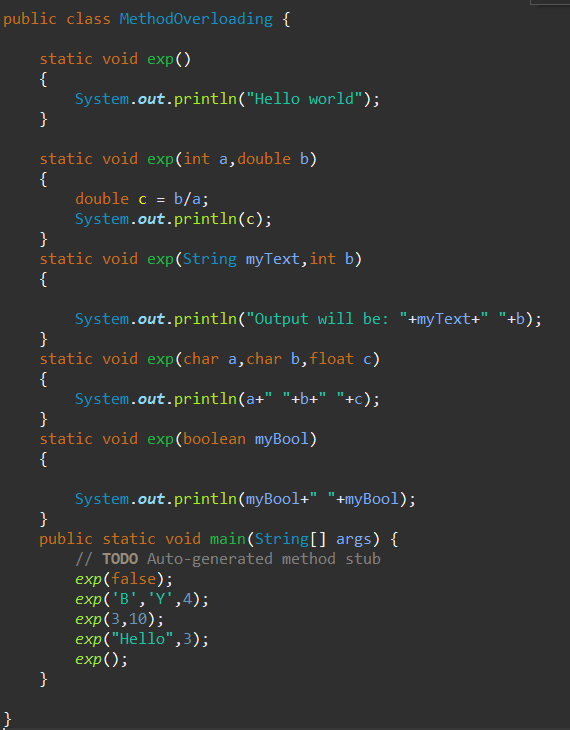 public class MethodOverloading {
static void exp()
{
System.out.println("Hello world");
}
static void exp(int a,double b)
{
double c = b/a;
System.out.println(c);
}
static void exp(String myText,int b)
{
System.out.println("Output will be: "+myText+" "+b);
}
static void exp(char a,char b,float c)
{
System.out.println(a+" "+b+" "+c);
}
static void exp(boolean myBool)
{
System.out.println(myBool+" "+myBool);
}
public static void main(String[] args) {
// TODO Auto-generated method stub
exp(false);
exp('B','Y',4);
exp(3,10);
exp("Hello",3);
exp();
}
}